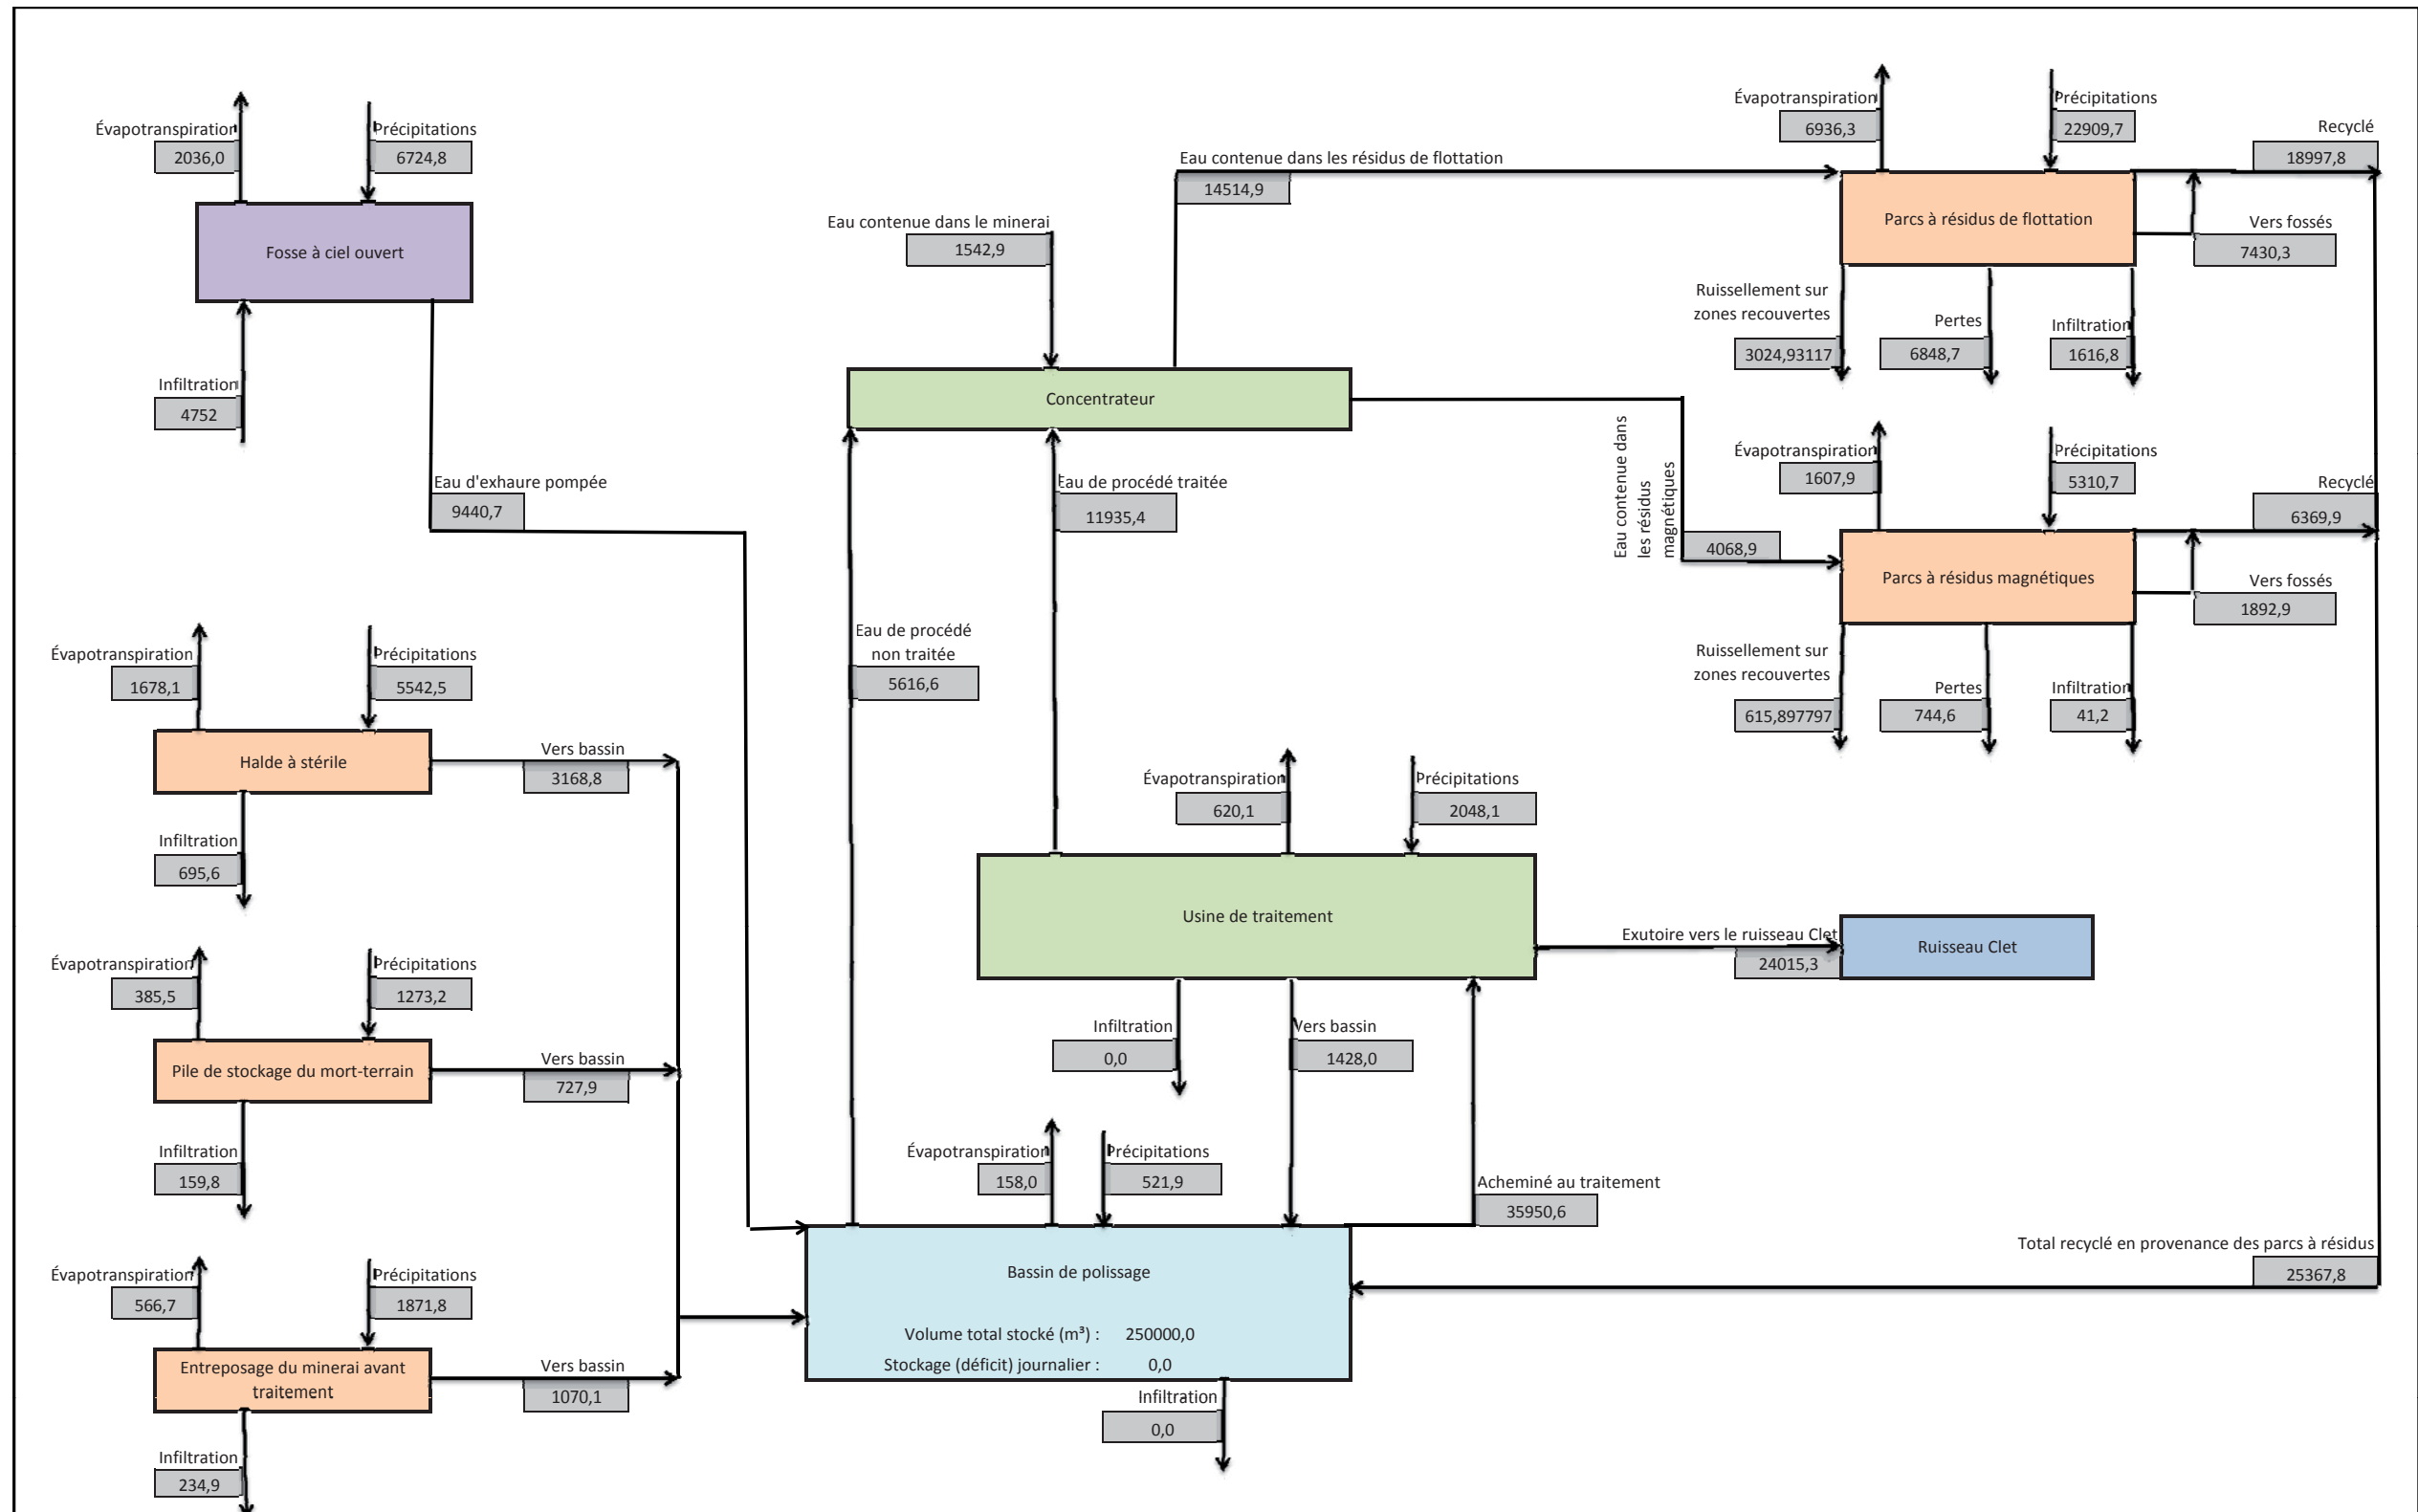 Évapotranspiration
2036,0
Précipitations
6724,8
Fosse à ciel ouvert
Infiltration
4752
Eau d'exhaure pompée
9440,7
Évapotranspiration
1678,1
Précipitations
5542,5
Halde à stérile
Vers bassin
3168,8
Infiltration
695,6
Évapotranspiration
385,5
Précipitations
1273,2
Pile de stockage du mort-terrain
Vers bassin
727,9
Infiltration
159,8
Évapotranspiration
566,7
Précipitations
1871,8
Entreposage du minerai avant
traitement
Vers bassin
1070,1
Infiltration
234,9
Eau contenue dans le minerai
1542,9
Eau contenue dans les résidus de flottation
14514,9
Concentrateur
Eau de procédé
non traitée
5616,6
Eau de procédé traitée
11935,4
Eau contenue dans
les résidus
magnétiques
4068,9
Évapotranspiration
620,1
Précipitations
2048,1
Usine de traitement
Exutoire vers le ruisseau Clet
24015,3
Ruisseau Clet
Infiltration
0,0
Vers bassin
1428,0
Évapotranspiration
158,0
Précipitations
521,9
Acheminé au traitement
35950,6
Bassin de polissage
Volume total stocké (m³) : 250000,0
Stockage (déficit) journalier : 0,0
Infiltration
0,0
Évapotranspiration
6936,3
Précipitations
22909,7
Recyclé
18997,8
Parcs à résidus de flottation
Vers fossés
7430,3
Ruissellement sur
zones recouvertes
3024,93117
Pertes
6848,7
Infiltration
1616,8
Évapotranspiration
1607,9
Précipitations
5310,7
Recyclé
6369,9
Parcs à résidus magnétiques
Vers fossés
1892,9
Ruissellement sur
zones recouvertes
615,897797
Pertes
744,6
Infiltration
41,2
Total recyclé en provenance des parcs à résidus
25367,8